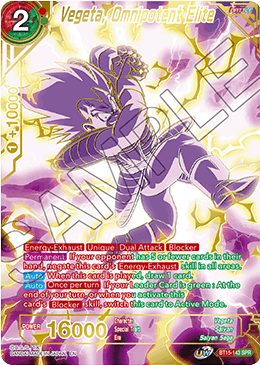 2
Vegeta, Omnipotent Elite
+10000
SAMPLE
Energy-Exhaust Unique Dual Attack Blocker
Permanent If your opponent has 5 or fewer cards in their
hand, negate this card's Energy-Exhaust skill in all areas.
Auto When this card is played, draw 1 card.
Auto Once per turn If your Leader Card is green: At the
end of your turn, or when you activate this
card's Blocker skill, switch this card to Active Mode.
POWER 16000
Character Vegeta
Special Trait Saiyan
Era Saiyan Saga
BT15-143 SPR